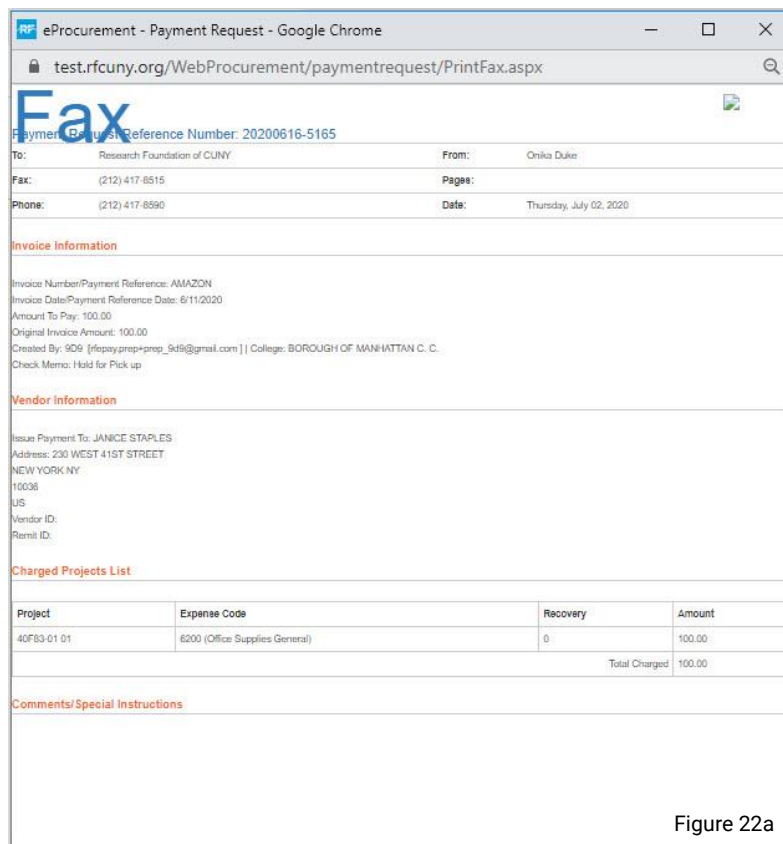 RF eProcurement - Payment Request - Google Chrome
test.rfcuny.org/WebProcurement/paymentrequest/PrintFax.aspx
Fax
Payment Request Reference Number: 20200616-5165
To: Research Foundation of CUNY From: Onika Duke
Fax: (212) 417-8515 Pages:
Phone: (212) 417-8590 Date: Thursday, July 02, 2020
Invoice Information
Invoice Number/Payment Reference: AMAZON
Invoice Date/Payment Reference Date: 6/11/2020
Amount To Pay: 100.00
Original Invoice Amount: 100.00
Created By: 9D9 [rfepay.prep+prep_9d9@gmail.com ] | College: BOROUGH OF MANHATTAN C. C.
Check Memo: Hold for Pick up
Vendor Information
Issue Payment To: JANICE STAPLES
Address: 230 WEST 41ST STREET
NEW YORK NY
10036
US
Vendor ID:
Remit ID:
Charged Projects List
Project Expense Code Recovery Amount
40F83-01 01 6200 (Office Supplies General) 0 100.00
Total Charged 100.00
Comments/Special Instructions
Figure 22a